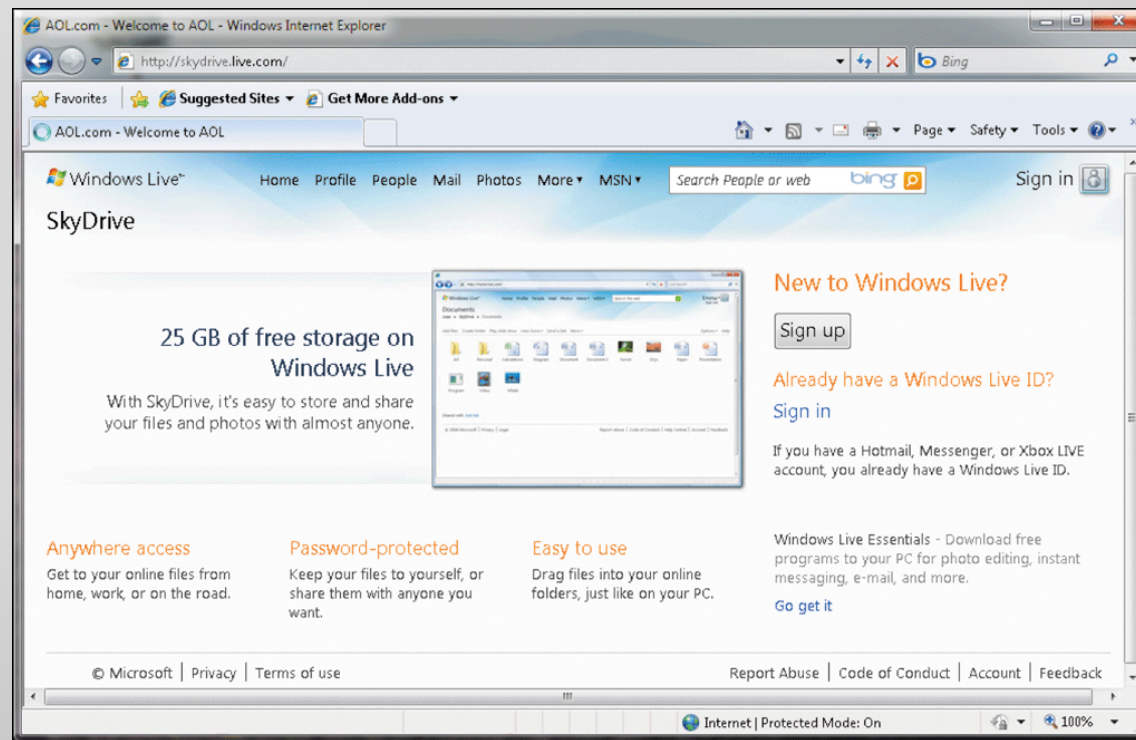 AOL.com - Welcome to AOL - Windows Internet Explorer
http://skydrive.live.com/
Bing
Favorites Suggested Sites ▾ Get More Add-ons ▾
AOL.com - Welcome to AOL Page ▾ Safety ▾ Tools ▾
Windows Live™ Home Profile People Mail Photos More ▾ MSN ▾ Search People or web bing Sign in
SkyDrive
25 GB of free storage on
Windows Live
With SkyDrive, it's easy to store and share
your files and photos with almost anyone.
Windows Live
Documents
New to Windows Live?
Sign up
Already have a Windows Live ID?
Sign in
If you have a Hotmail, Messenger, or Xbox LIVE
account, you already have a Windows Live ID.
Anywhere access
Get to your online files from
home, work, or on the road.
Password-protected
Keep your files to yourself, or
share them with anyone you
want.
Easy to use
Drag files into your online
folders, just like on your PC.
Windows Live Essentials - Download free
programs to your PC for photo editing, instant
messaging, e-mail, and more.
Go get it
© Microsoft | Privacy | Terms of use Report Abuse | Code of Conduct | Account | Feedback
Internet | Protected Mode: On 100%